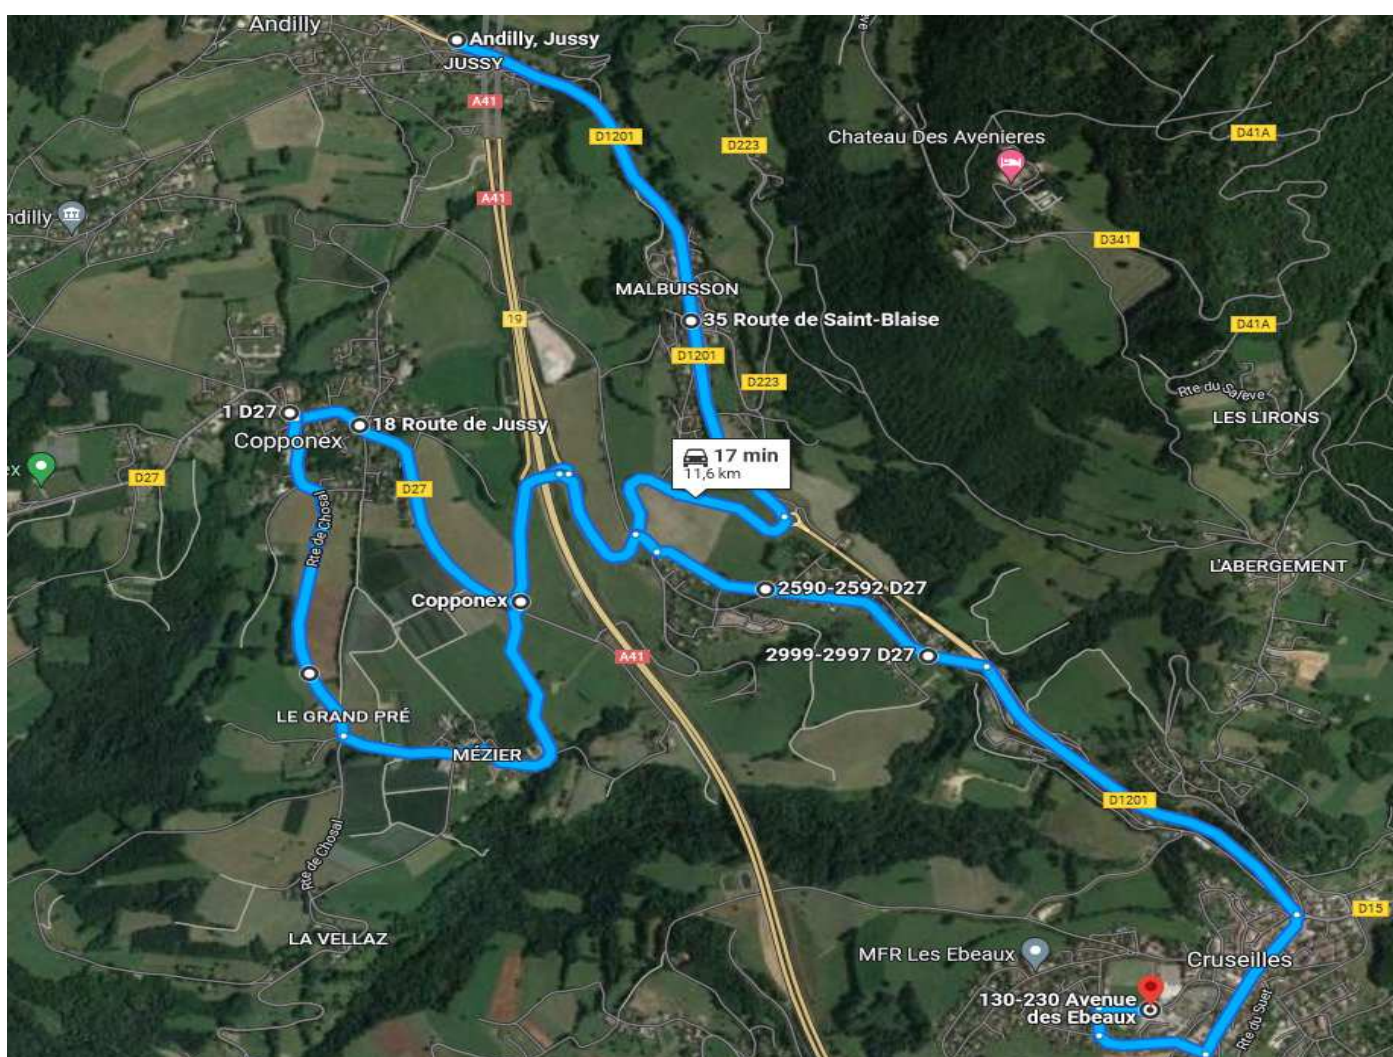 Andilly
Andilly, Jussy
JUSSY
A41
D1201
D223
D41A
Chateau Des Avenieres
A41
ndilly
D341
MALBUISSON
19
35 Route de Saint-Blaise
D41A
D1201
D223
Rte du Salève
1 D27
18 Route de Jussy
LES LIRONS
Copponex
17 min
11,6 km
ex
D27
D27
Rte de Chosal
L'ABERGEMENT
2590-2592 D27
Copponex
A41
2999-2997 D27
LE GRAND PRÉ
MÉZIER
D1201
Rte de Chosal
D15
LA VELLAZ
MFR Les Ebeaux
Cruseilles
130-230 Avenue
des Ebeaux
Rte du Suet